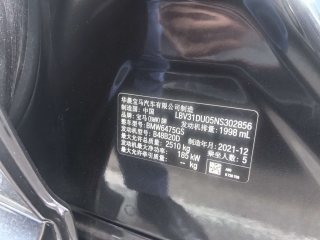 华晨宝马汽车有限公司制造
制造国: 中国 LBV31DU05NS302856
品牌: 宝马(BMW)牌 发动机排量: 1998 mL
整车型号: BMW6475G5
发动机型号: B48B20D 制造年月: 2021-12
最大允许总质量: 2510 kg 乘坐人数: 5
发动机最大净功率: 185 kW
最大允许牵引质量: -- kg